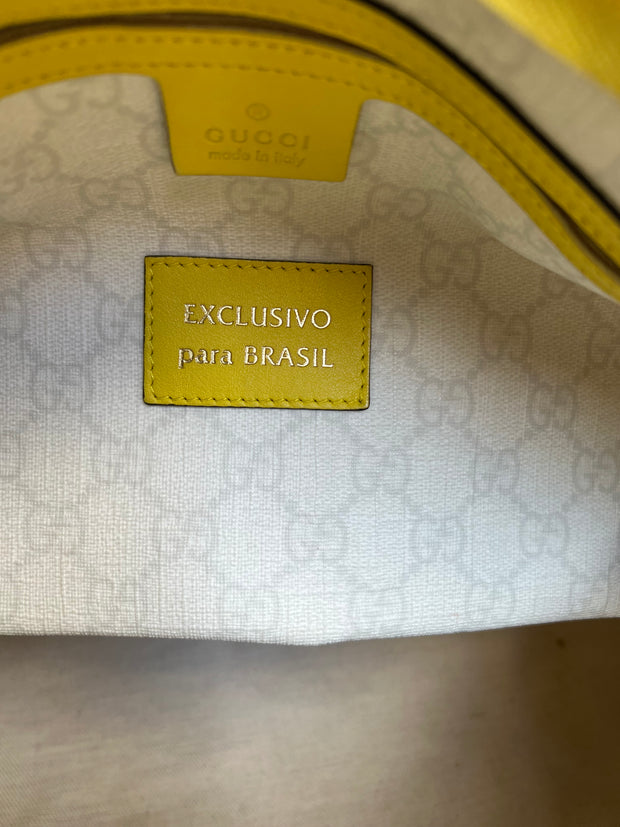 ®
GUCCI
made in italy
EXCLUSIVO
para BRASIL